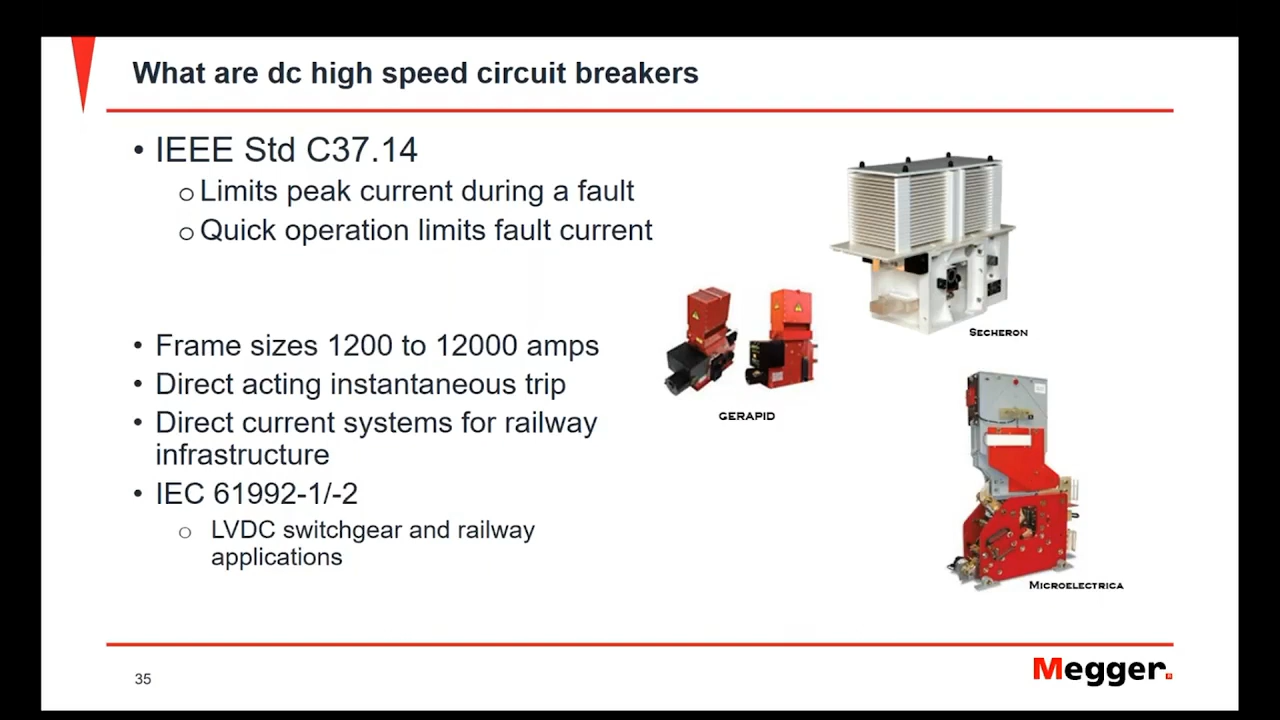 What are dc high speed circuit breakers
• IEEE Std C37.14
o Limits peak current during a fault
o Quick operation limits fault current
• Frame sizes 1200 to 12000 amps
• Direct acting instantaneous trip
• Direct current systems for railway
infrastructure
• IEC 61992-1/-2
o LVDC switchgear and railway
applications
SECHERON
GERAPID
MICROELECTRICA
35
Megger.